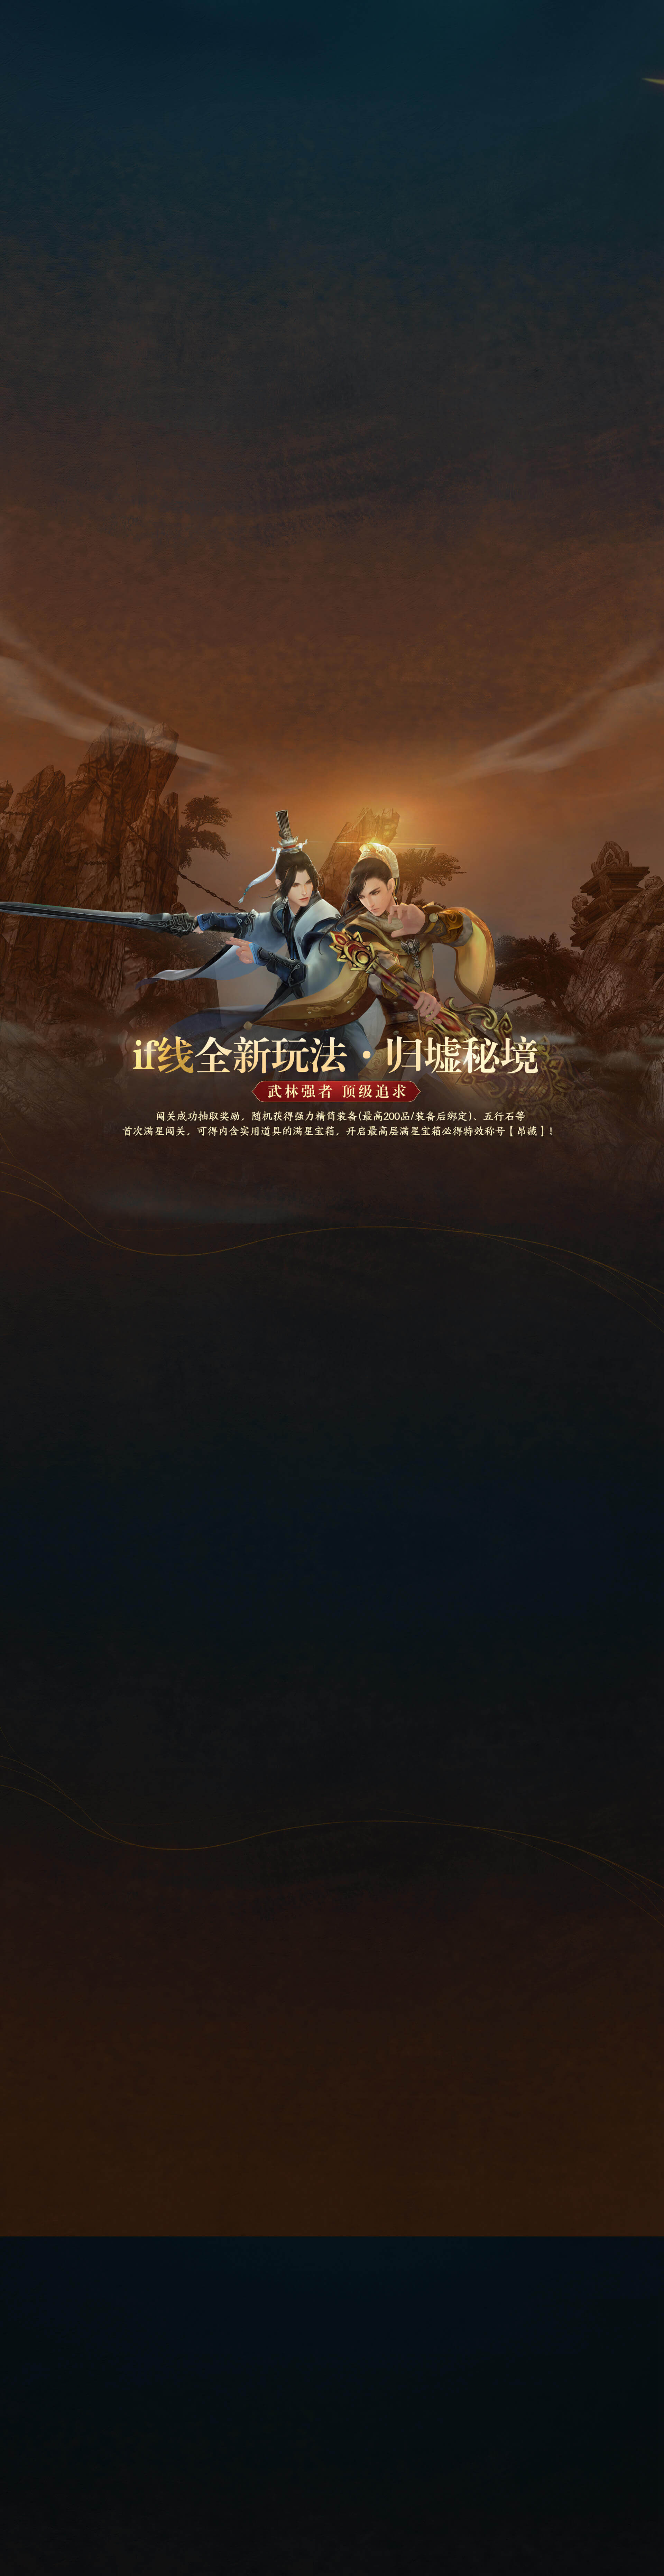 if线全新玩法·归墟秘境
武林强者 顶级追求
闯关成功抽取奖励，随机获得强力精简装备(最高200品/装备后绑定)、五行石等
首次满星闯关，可得内含实用道具的满星宝箱，开启最高层满星宝箱必得特效称号【昂藏】!